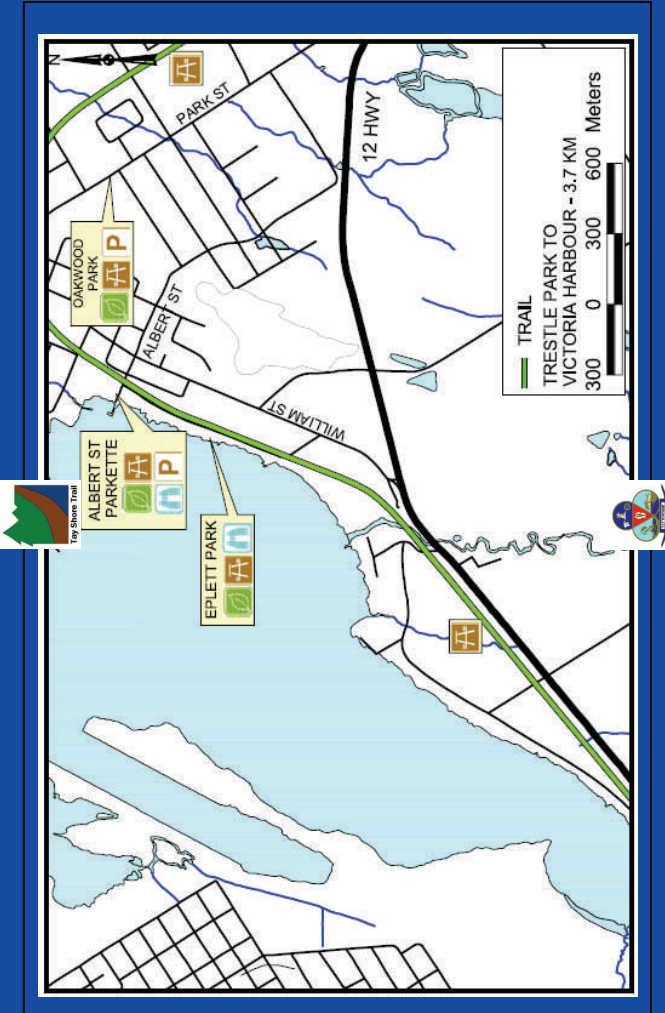 N
PARK ST
12 HWY
OAKWOOD
PARK
P
ALBERT ST
ALBERT ST
PARKETTE
P
WILLIAM ST
EPLETT PARK
Tay Shore Trail
TRAIL
TRESTLE PARK TO
VICTORIA HARBOUR - 3.7 KM
300 0 300 600 Meters